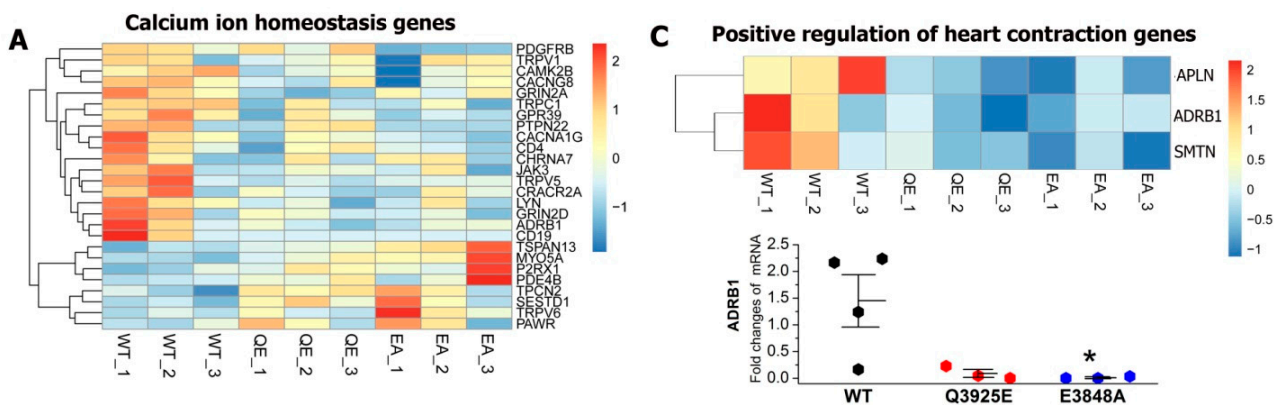 A
Calcium ion homeostasis genes
PDGFRB
TRPV1
CAMK2B
CACNG8
GRIN2A
TRPC1
GPR39
PTPN22
CACNA1G
CD4
CHRNA7
JAK3
TRPV5
CRACR2A
LYN
GRIN2D
ADRB1
CD19
TSPAN13
MYO5A
P2RX1
PDE4B
TPCN2
SESTD1
TRPV6
PAWR
2
1
0
−1
WT_1 WT_2 WT_3 QE_1 QE_2 QE_3 EA_1 EA_2 EA_3
C
Positive regulation of heart contraction genes
APLN
ADRB1
SMTN
2
1.5
1
0.5
0
-0.5
-1
WT_1 WT_2 WT_3 QE_1 QE_2 QE_3 EA_1 EA_2 EA_3
ADRB1
Fold changes of mRNA
2.5
2.0
1.5
1.0
0.5
0.0
*
WT Q3925E E3848A